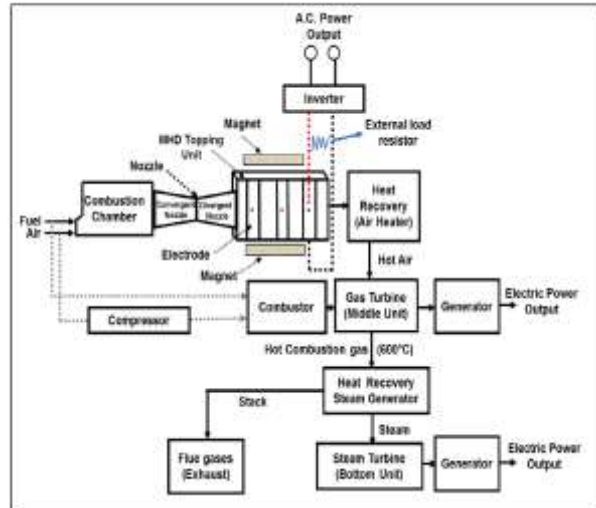 A.C. Power
Output
Inverter
External load
resistor
Magnet
MHD Topping
Unit
Nozzle
Combustion
Chamber
Convergent
Nozzle
Divergent
Nozzle
Heat
Recovery
(Air Heater)
Fuel
Air
Electrode
Magnet
Hot Air
Combustor
Gas Turbine
(Middle Unit)
Generator
Electric Power
Output
Compressor
Hot Combustion gas (600°C)
Heat Recovery
Steam Generator
Stack
Steam
Flue gases
(Exhaust)
Steam Turbine
(Bottom Unit)
Generator
Electric Power
Output